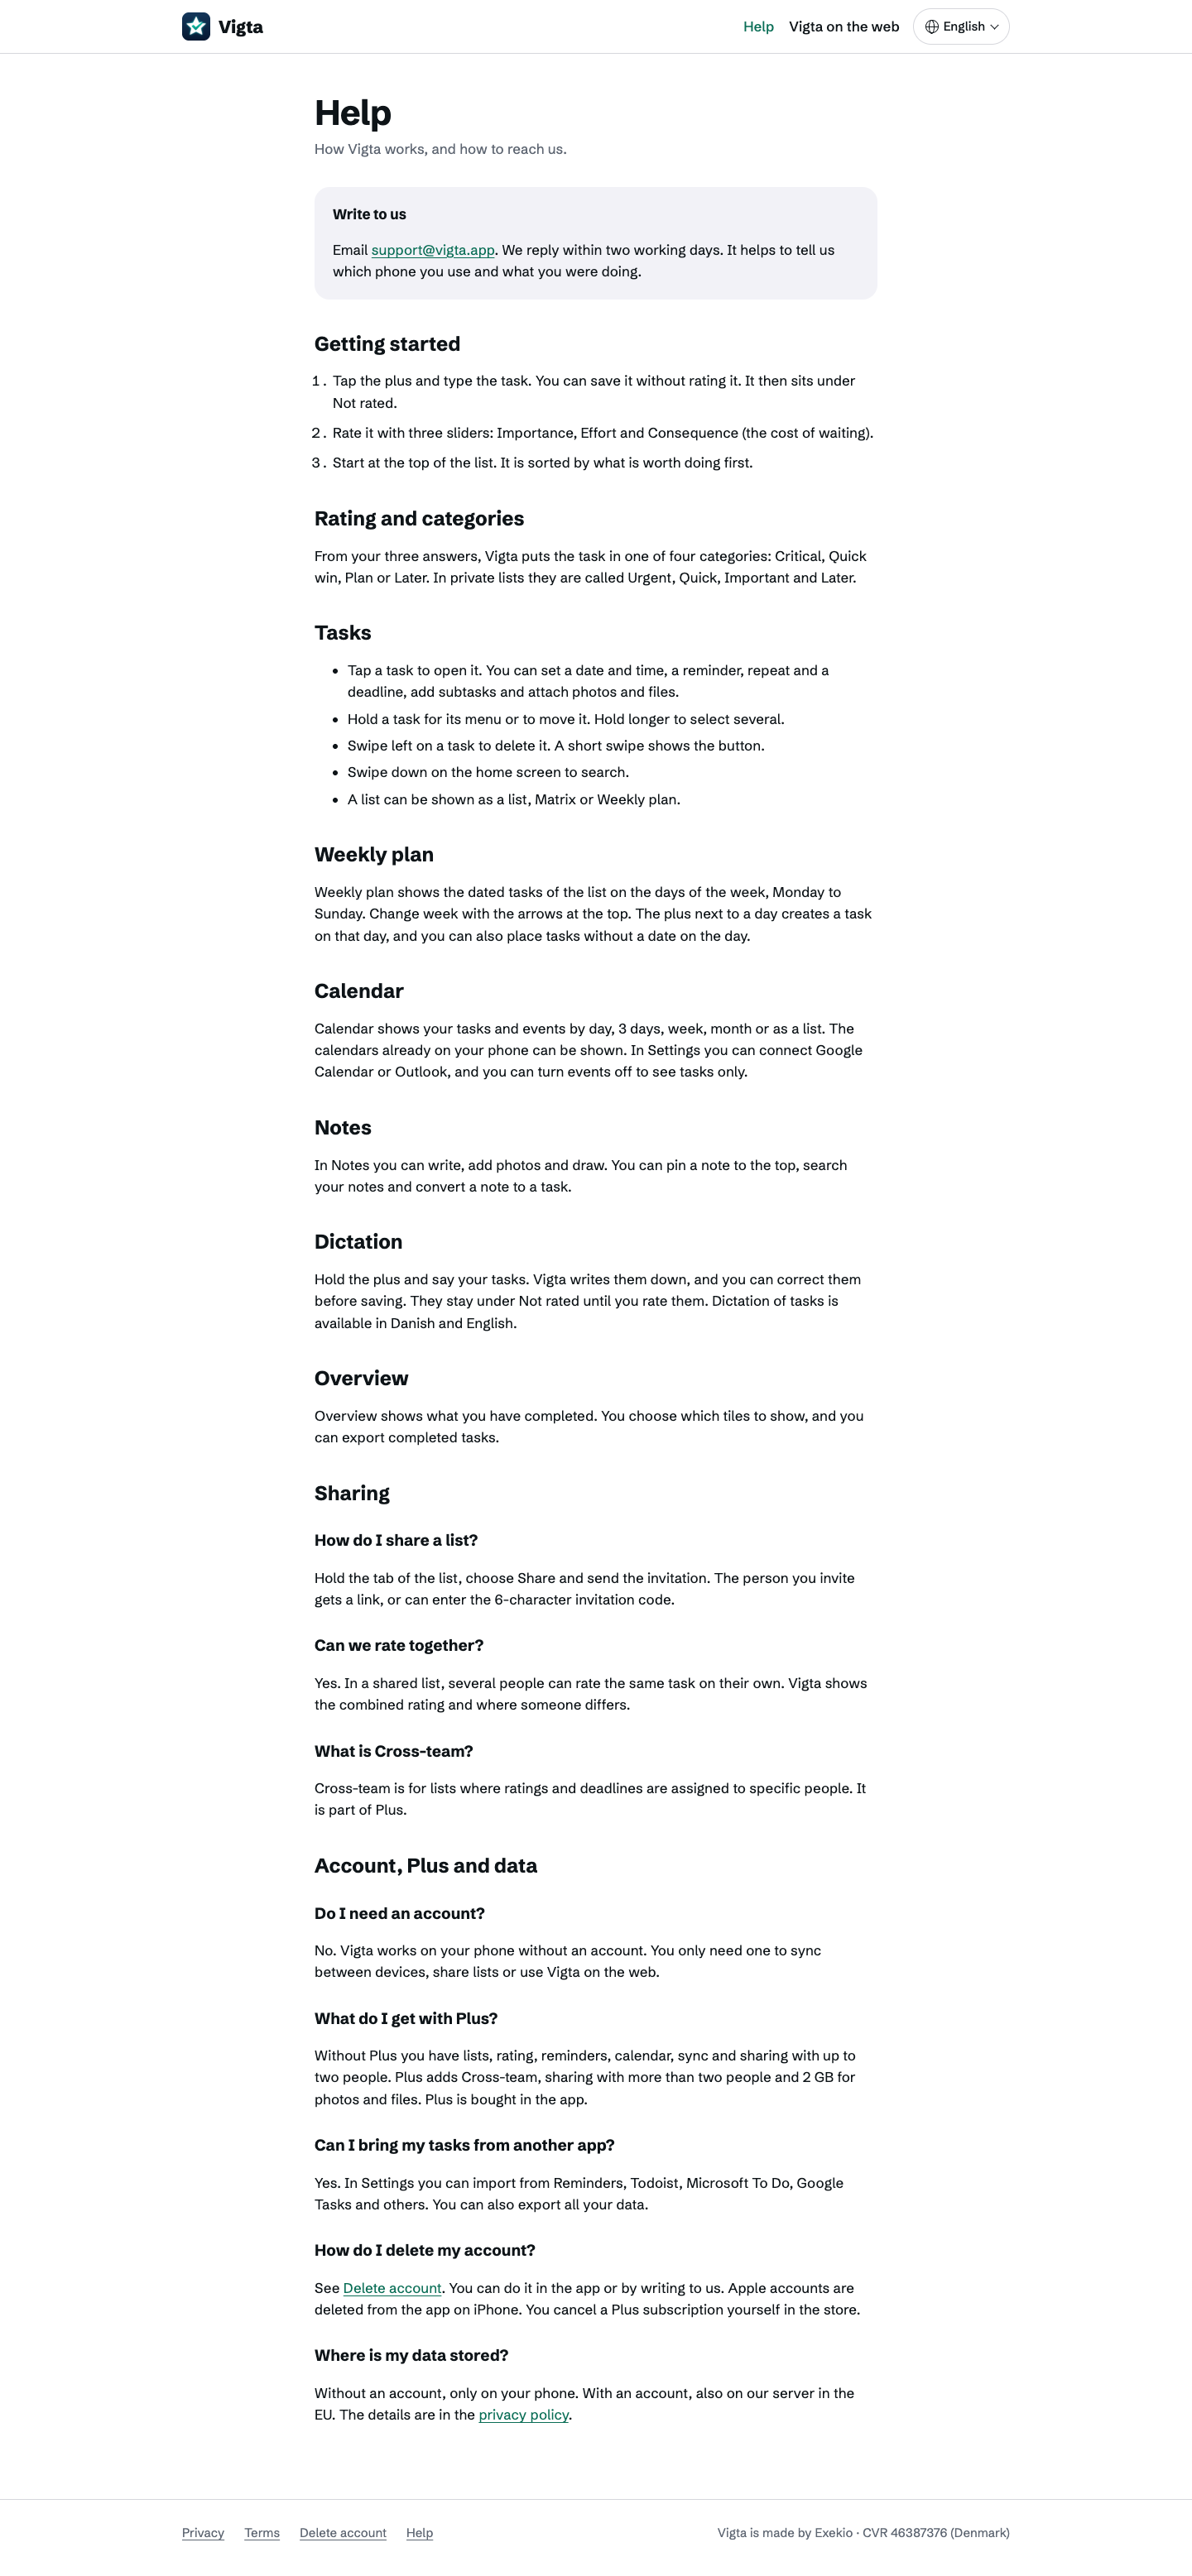 Vigta
Help
Vigta on the web
English
Help
How Vigta works, and how to reach us.
Write to us
Email support@vigta.app. We reply within two working days. It helps to tell us
which phone you use and what you were doing.
Getting started
1. Tap the plus and type the task. You can save it without rating it. It then sits under
Not rated.
2. Rate it with three sliders: Importance, Effort and Consequence (the cost of waiting).
3. Start at the top of the list. It is sorted by what is worth doing first.
Rating and categories
From your three answers, Vigta puts the task in one of four categories: Critical, Quick
win, Plan or Later. In private lists they are called Urgent, Quick, Important and Later.
Tasks
• Tap a task to open it. You can set a date and time, a reminder, repeat and a
deadline, add subtasks and attach photos and files.
• Hold a task for its menu or to move it. Hold longer to select several.
• Swipe left on a task to delete it. A short swipe shows the button.
• Swipe down on the home screen to search.
• A list can be shown as a list, Matrix or Weekly plan.
Weekly plan
Weekly plan shows the dated tasks of the list on the days of the week, Monday to
Sunday. Change week with the arrows at the top. The plus next to a day creates a task
on that day, and you can also place tasks without a date on the day.
Calendar
Calendar shows your tasks and events by day, 3 days, week, month or as a list. The
calendars already on your phone can be shown. In Settings you can connect Google
Calendar or Outlook, and you can turn events off to see tasks only.
Notes
In Notes you can write, add photos and draw. You can pin a note to the top, search
your notes and convert a note to a task.
Dictation
Hold the plus and say your tasks. Vigta writes them down, and you can correct them
before saving. They stay under Not rated until you rate them. Dictation of tasks is
available in Danish and English.
Overview
Overview shows what you have completed. You choose which tiles to show, and you
can export completed tasks.
Sharing
How do I share a list?
Hold the tab of the list, choose Share and send the invitation. The person you invite
gets a link, or can enter the 6-character invitation code.
Can we rate together?
Yes. In a shared list, several people can rate the same task on their own. Vigta shows
the combined rating and where someone differs.
What is Cross-team?
Cross-team is for lists where ratings and deadlines are assigned to specific people. It
is part of Plus.
Account, Plus and data
Do I need an account?
No. Vigta works on your phone without an account. You only need one to sync
between devices, share lists or use Vigta on the web.
What do I get with Plus?
Without Plus you have lists, rating, reminders, calendar, sync and sharing with up to
two people. Plus adds Cross-team, sharing with more than two people and 2 GB for
photos and files. Plus is bought in the app.
Can I bring my tasks from another app?
Yes. In Settings you can import from Reminders, Todoist, Microsoft To Do, Google
Tasks and others. You can also export all your data.
How do I delete my account?
See Delete account. You can do it in the app or by writing to us. Apple accounts are
deleted from the app on iPhone. You cancel a Plus subscription yourself in the store.
Where is my data stored?
Without an account, only on your phone. With an account, also on our server in the
EU. The details are in the privacy policy.
Privacy
Terms
Delete account
Help
Vigta is made by Exekio · CVR 46387376 (Denmark)